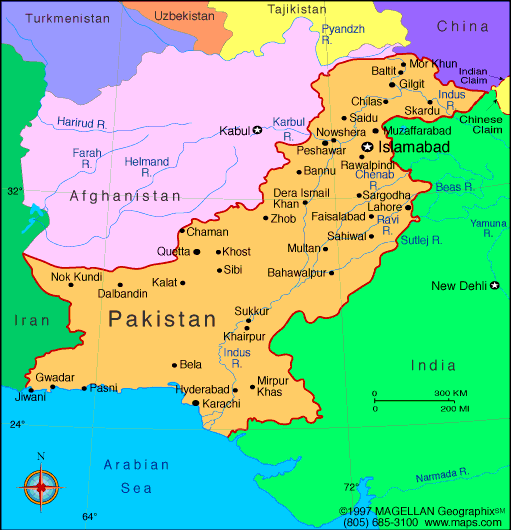 Tajikistan
Uzbekistan
Turkmenistan
Pyandzh
R.
China
Mor Khun
Baltit
Indian
Claim
Gilgit
Indus
R.
Chilas
Skardu
Chinese
Claim
Harirud R.
Karbul
R.
Saidu
Kabul
Nowshera
Muzaffarabad
Peshawar
Islamabad
Farah
R.
Helmand
R.
Rawalpindi
Bannu
Chenab
R.
32°
Afghanistan
Dera Ismail
Khan
Sargodha
Beas R.
Lahore
Zhob
Faisalabad
Ravi
R.
Yamuna
R.
Chaman
Sahiwal
Sutlej R.
Quetta
Khost
Multan
Nok Kundi
Sibi
Bahawalpur
Dalbandin
Kalat
New Dehli
Iran
Pakistan
Sukkur
Khairpur
Indus
R.
Bela
India
Gwadar
Pasni
Jiwani
Hyderabad
Mirpur
Khas
Karachi
0 300 KM
0 200 MI
24°
Arabian
Sea
N
64°
72°
Narmada R.
©1997 MAGELLAN Geographix℠
(805) 685-3100 www.maps.com